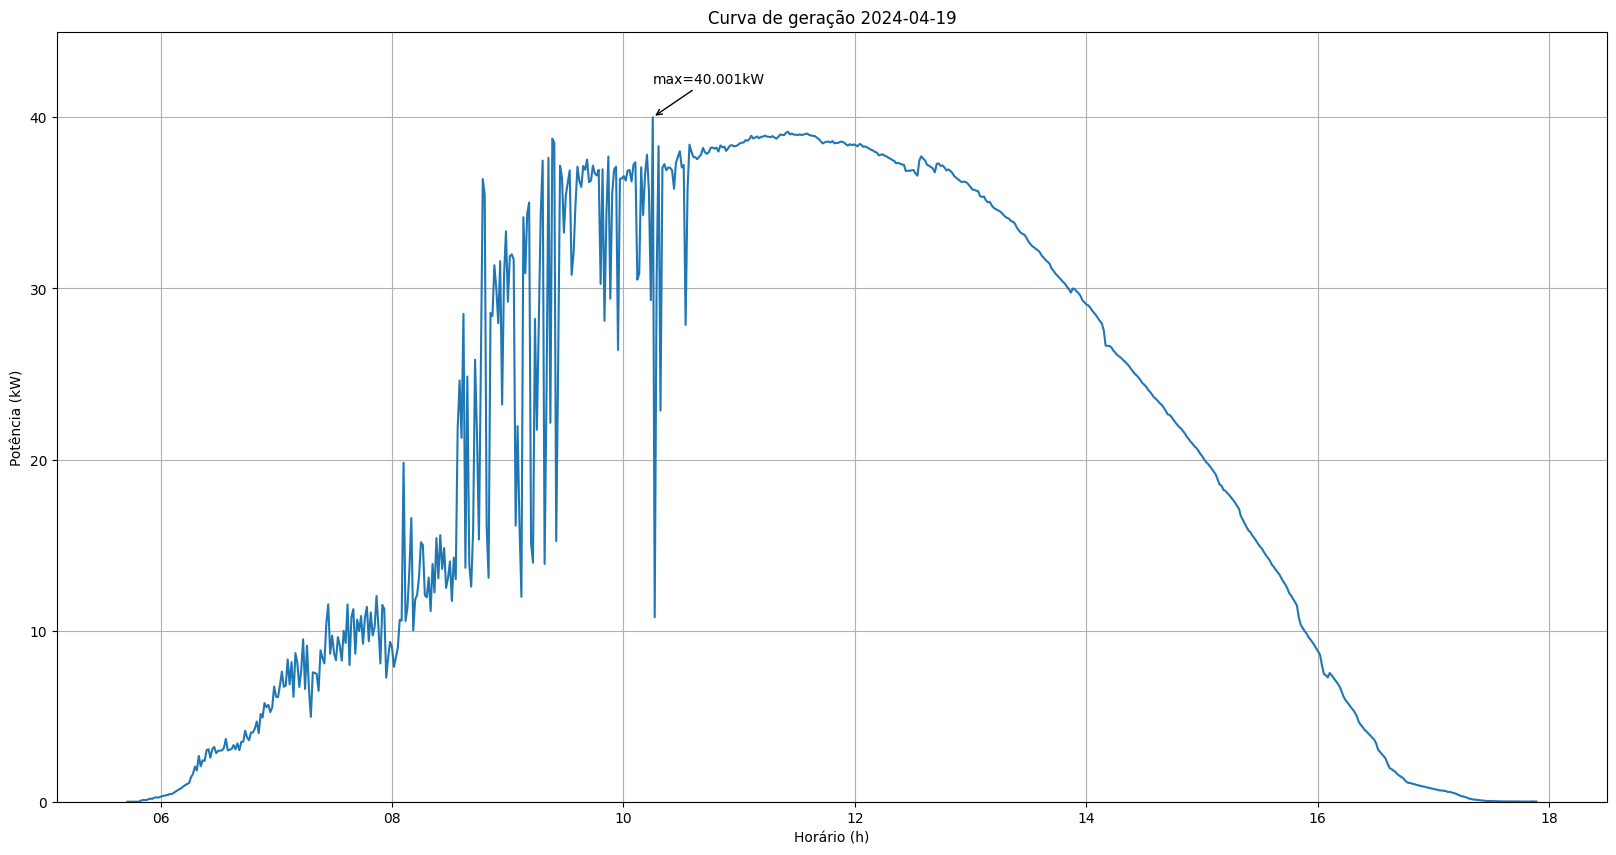 Curva de geração 2024-04-19
max=40.001kW
40
30
20
10
0
Potência (kW)
06 08 10 12 14 16 18
Horário (h)